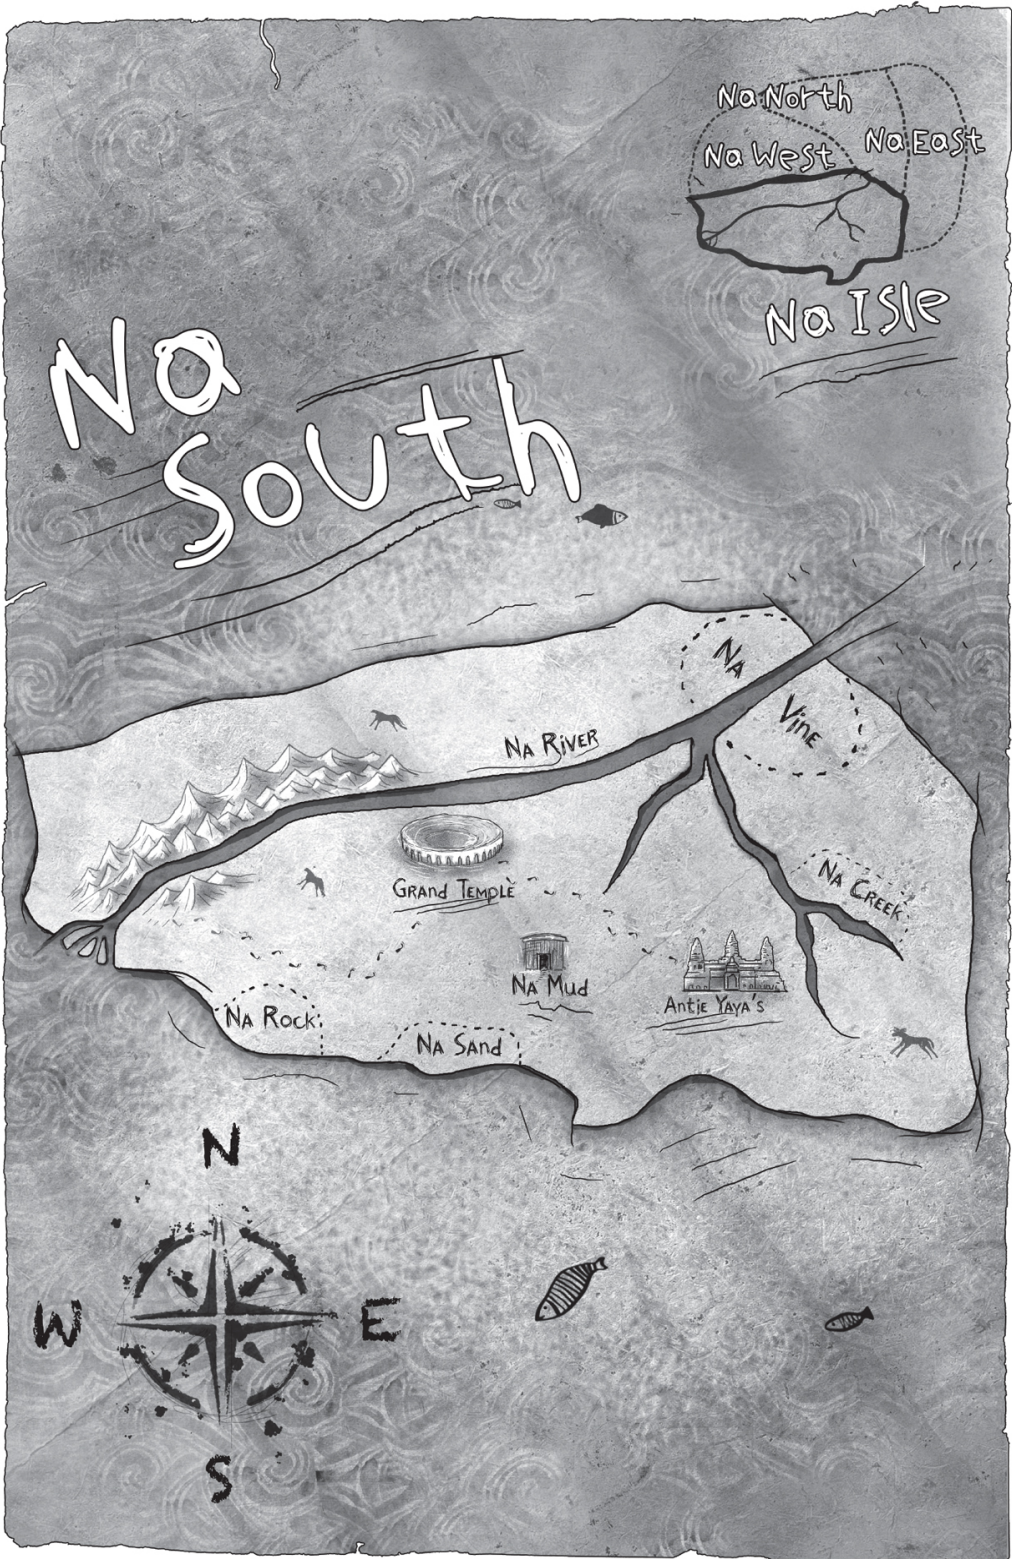 Na North
Na East
Na West
Na Isle
Na
South
Na
Vine
Na River
Na Creek
Grand Temple
Na Mud
Antie Yaya's
Na Rock
Na Sand
N
W
E
S